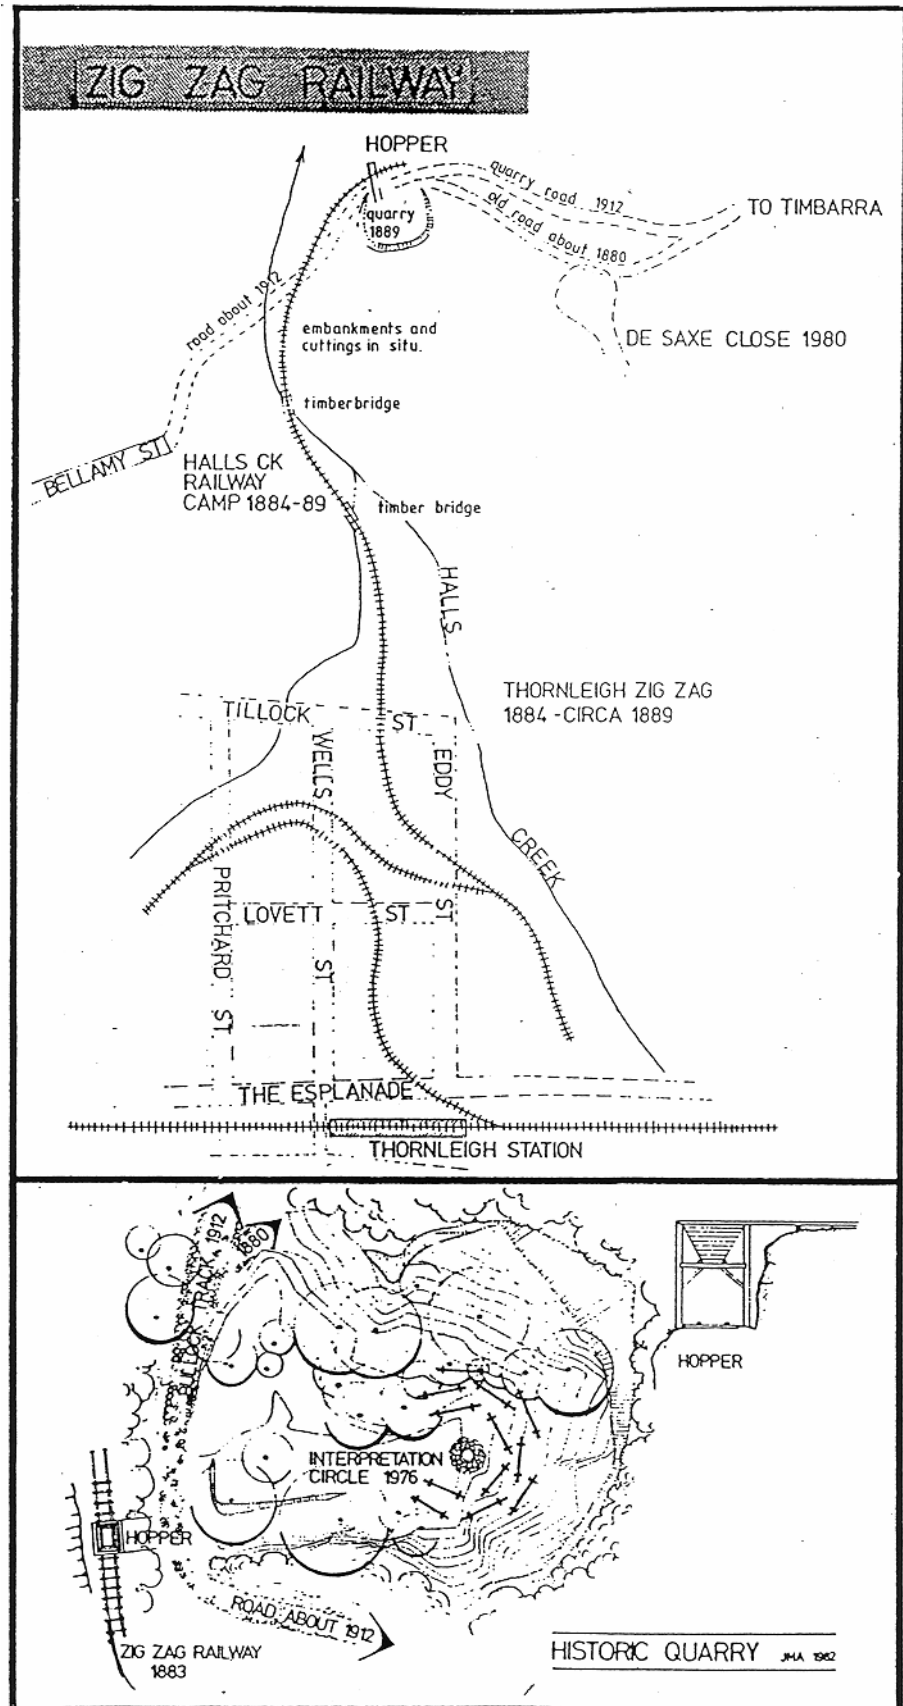 ZIG ZAG RAILWAY
HOPPER
quarry road 1912
old road about 1880
TO TIMBARRA
quarry
1889
road about 1912
DE SAXE CLOSE 1980
embankments and
cuttings in situ.
timberbridge
BELLAMY ST
HALLS CK
RAILWAY
CAMP 1884-89
timber bridge
HALLS
CREEK
THORNLEIGH ZIG ZAG
1884 -CIRCA 1889
TILLOCK ST
WELLS ST
EDDY ST
PRITCHARD ST
LOVETT ST
THE ESPLANADE
THORNLEIGH STATION
BULLOCK TRACK 1912
1880
HOPPER
INTERPRETATION
CIRCLE 1976
HOPPER
ROAD ABOUT 1912
ZIG ZAG RAILWAY
1883
HISTORIC QUARRY JMA 1982